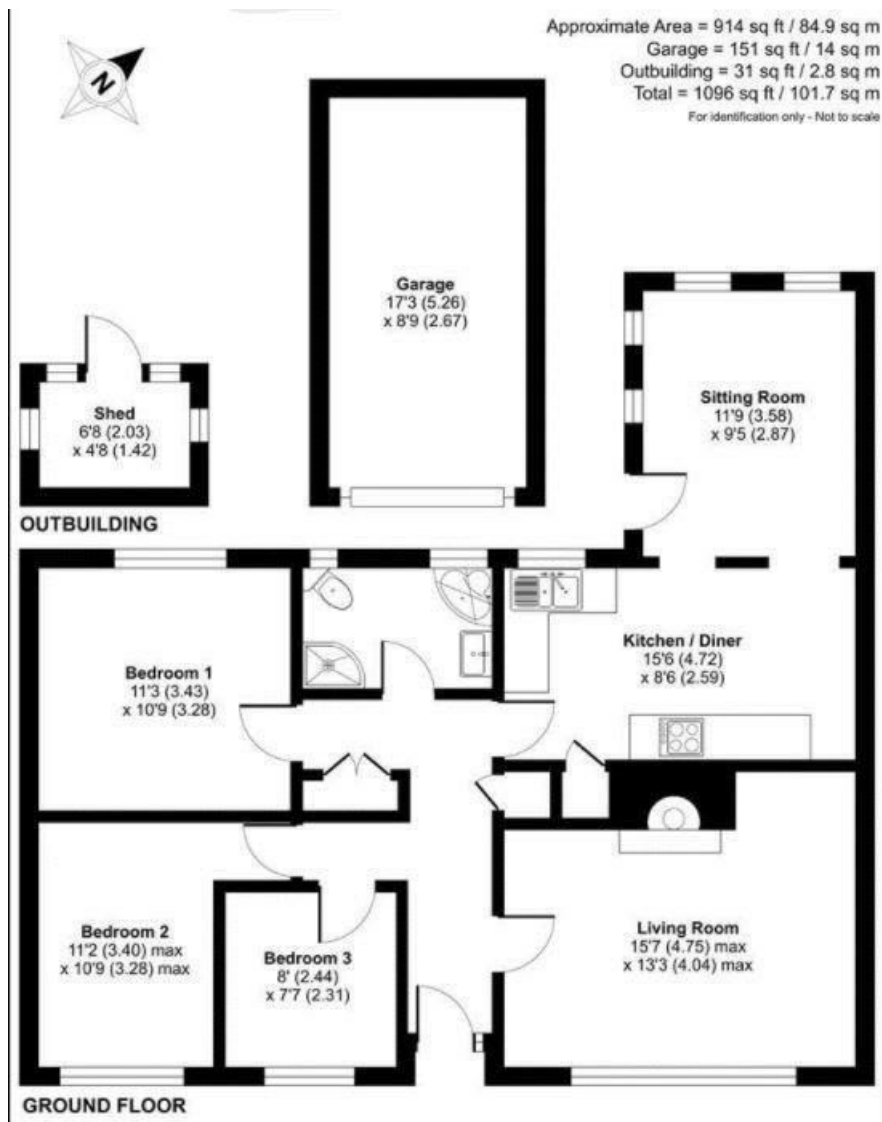 Approximate Area = 914 sq ft / 84.9 sq m
Garage = 151 sq ft / 14 sq m
Outbuilding = 31 sq ft / 2.8 sq m
Total = 1096 sq ft / 101.7 sq m
For identification only - Not to scale
N
Garage
17'3 (5.26)
x 8'9 (2.67)
Shed
6'8 (2.03)
x 4'8 (1.42)
OUTBUILDING
Sitting Room
11'9 (3.58)
x 9'5 (2.87)
Kitchen / Diner
15'6 (4.72)
x 8'6 (2.59)
Bedroom 1
11'3 (3.43)
x 10'9 (3.28)
Bedroom 2
11'2 (3.40) max
x 10'9 (3.28) max
Bedroom 3
8' (2.44)
x 7'7 (2.31)
Living Room
15'7 (4.75) max
x 13'3 (4.04) max
GROUND FLOOR